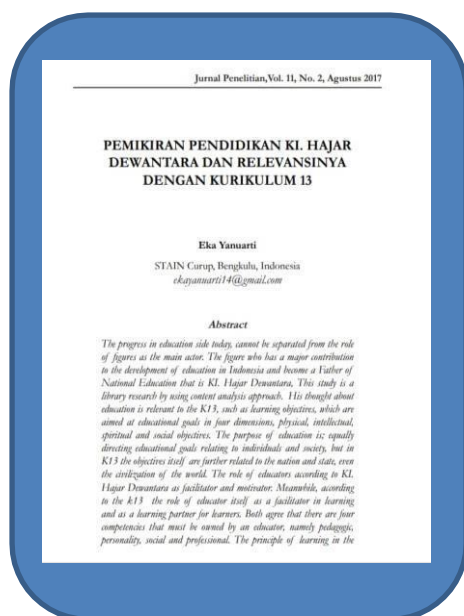 Jurnal Penelitian,Vol. 11, No. 2, Agustus 2017
PEMIKIRAN PENDIDIKAN KI. HAJAR
DEWANTARA DAN RELEVANSINYA
DENGAN KURIKULUM 13
Eka Yanuarti
STAIN Curup, Bengkulu, Indonesia
ekayanuarti14@gmail.com
Abstract
The progress in education side today, cannot be separated from the role
of figures as the main actor. The figure who has a major contribution
to the development of education in Indonesia and become a Father of
National Education that is KI. Hajar Dewantara, This study is a
library research by using content analysis approach. His thought about
education is relevant to the K13, such as learning objectives, which are
aimed at educational goals in four dimensions, physical, intellectual,
spiritual and social objectives. The purpose of education is; equally
directing educational goals relating to individuals and society, but in
K13 the objectives itself are further related to the nation and state, even
the civilization of the world. The role of educators according to KI.
Hajar Dewantara as facilitator and motivator. Meanwhile, according
to the k13 the role of educator itself as a facilitator in learning
and as a learning partner for learners. Both agree that there are four
competencies that must be owned by an educator, namely pedagogic,
personality, social and professional. The principle of learning in the